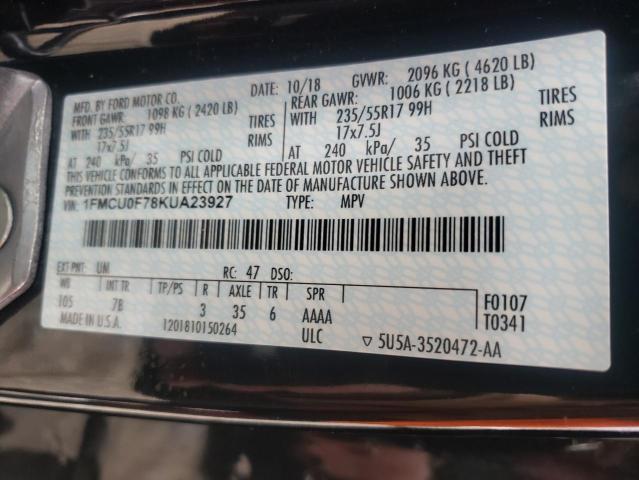 MFD. BY FORD MOTOR CO. DATE: 10/18 GVWR: 2096 KG ( 4620 LB)
FRONT GAWR: 1098 KG ( 2420 LB) REAR GAWR: 1006 KG ( 2218 LB)
WITH 235/55R17 99H TIRES WITH 235/55R17 99H TIRES
17x7.5J RIMS 17x7.5J RIMS
AT 240 kPa/ 35 PSI COLD AT 240 kPa/ 35 PSI COLD
THIS VEHICLE CONFORMS TO ALL APPLICABLE FEDERAL MOTOR VEHICLE SAFETY AND THEFT
PREVENTION STANDARDS IN EFFECT ON THE DATE OF MANUFACTURE SHOWN ABOVE.
VIN: 1FMCU0F78KUA23927 TYPE: MPV
EXT PNT: UM RC: 47 DSO:
WB INT TR TP/PS R AXLE TR SPR
105 7B 3 35 6 AAAA F0107
MADE IN U.S.A. 1201810150264 ULC T0341
▽ 5U5A-3520472-AA